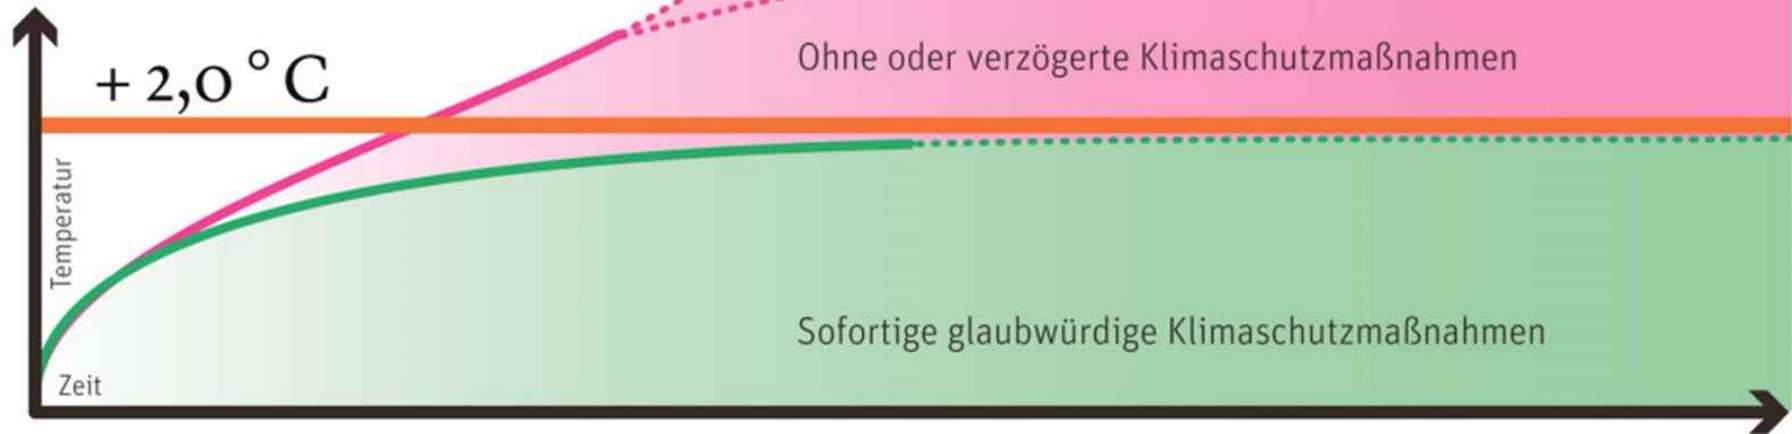 Ohne oder verzögerte Klimaschutzmaßnahmen
+ 2,0 ° C
Temperatur
Sofortige glaubwürdige Klimaschutzmaßnahmen
Zeit